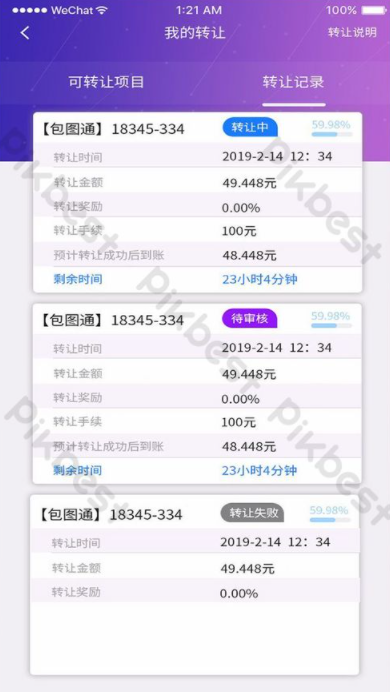 WeChat 1:21 AM 100%
我的转让 转让说明
可转让项目 转让记录
【包图通】18345-334 转让中 59.98%
转让时间 2019-2-14 12：34
转让金额 49.448元
转让奖励 0.00%
转让手续 100元
预计转让成功后到账 48.448元
剩余时间 23小时4分钟
【包图通】18345-334 待审核 59.98%
转让时间 2019-2-14 12：34
转让金额 49.448元
转让奖励 0.00%
转让手续 100元
预计转让成功后到账 48.448元
剩余时间 23小时4分钟
【包图通】18345-334 转让失败 59.98%
转让时间 2019-2-14 12：34
转让金额 49.448元
转让奖励 0.00%
Pikbest
Pikbest
Pikbest
Pikbest
Pikbest